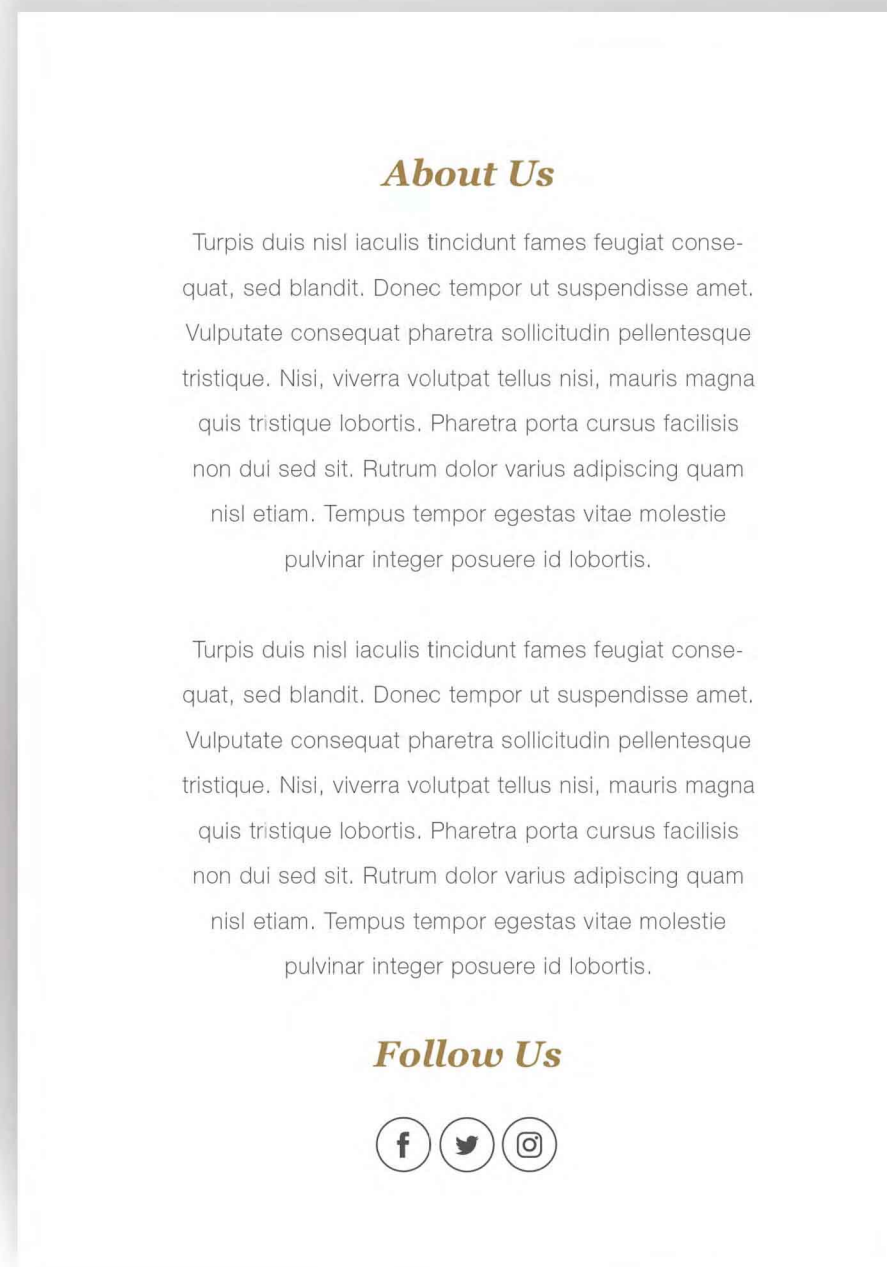 About Us
Turpis duis nisl iaculis tincidunt fames feugiat conse-
quat, sed blandit. Donec tempor ut suspendisse amet.
Vulputate consequat pharetra sollicitudin pellentesque
tristique. Nisi, viverra volutpat tellus nisi, mauris magna
quis tristique lobortis. Pharetra porta cursus facilisis
non dui sed sit. Rutrum dolor varius adipiscing quam
nisl etiam. Tempus tempor egestas vitae molestie
pulvinar integer posuere id lobortis.
Turpis duis nisl iaculis tincidunt fames feugiat conse-
quat, sed blandit. Donec tempor ut suspendisse amet.
Vulputate consequat pharetra sollicitudin pellentesque
tristique. Nisi, viverra volutpat tellus nisi, mauris magna
quis tristique lobortis. Pharetra porta cursus facilisis
non dui sed sit. Rutrum dolor varius adipiscing quam
nisl etiam. Tempus tempor egestas vitae molestie
pulvinar integer posuere id lobortis.
Follow Us